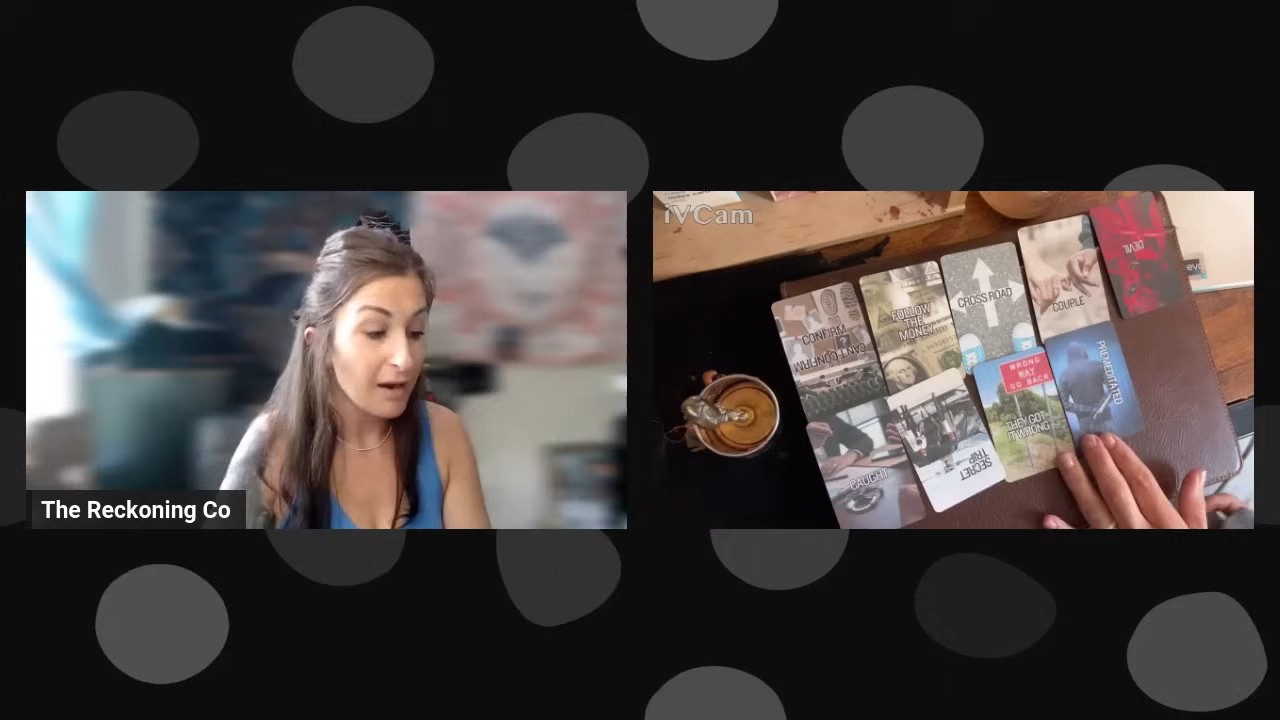 iVCam
DEVIL
COUPLE
CROSS ROAD
FOLLOW
THE
MONEY
CONFIRM
CAN'T CONFIRM
PREMEDITATED
WRONG
WAY
GO BACK
THEY GOT
IT WRONG
SECRET
TRIP
CAUGHT
The Reckoning Co